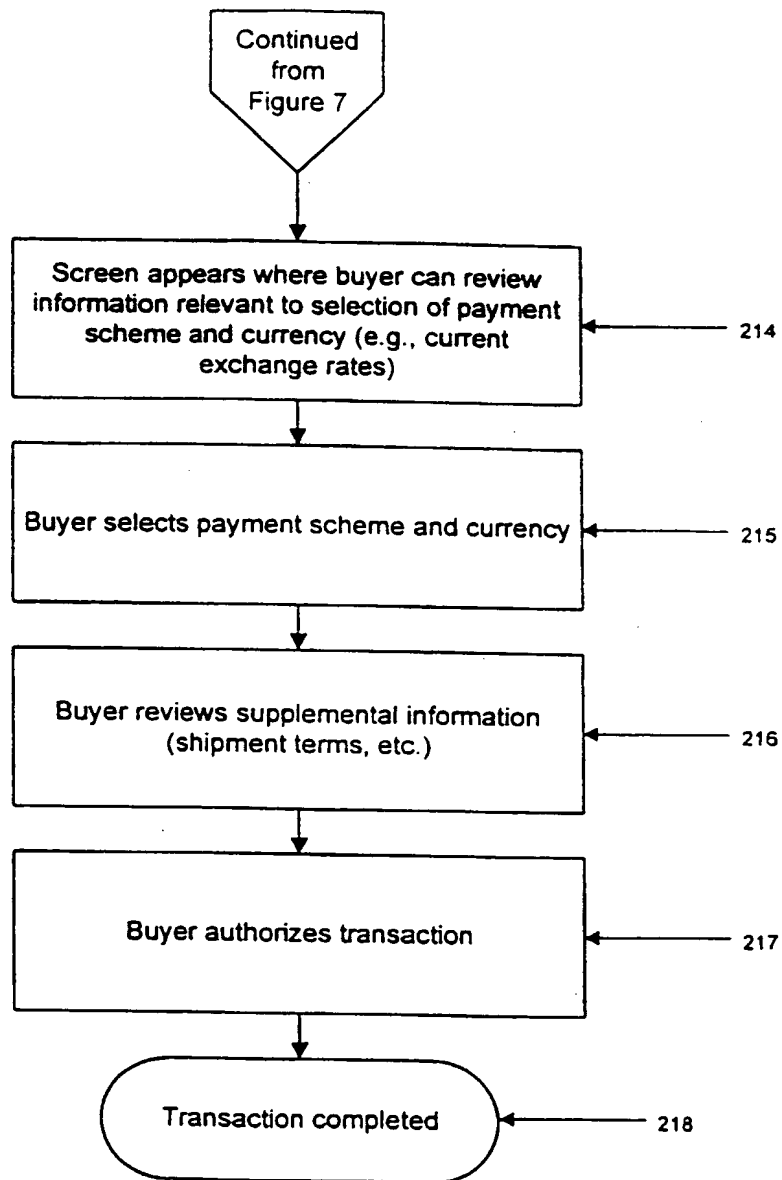 Continued
from
Figure 7
Screen appears where buyer can review
information relevant to selection of payment
scheme and currency (e.g., current
exchange rates)
214
Buyer selects payment scheme and currency
215
Buyer reviews supplemental information
(shipment terms, etc.)
216
Buyer authorizes transaction
217
Transaction completed
218